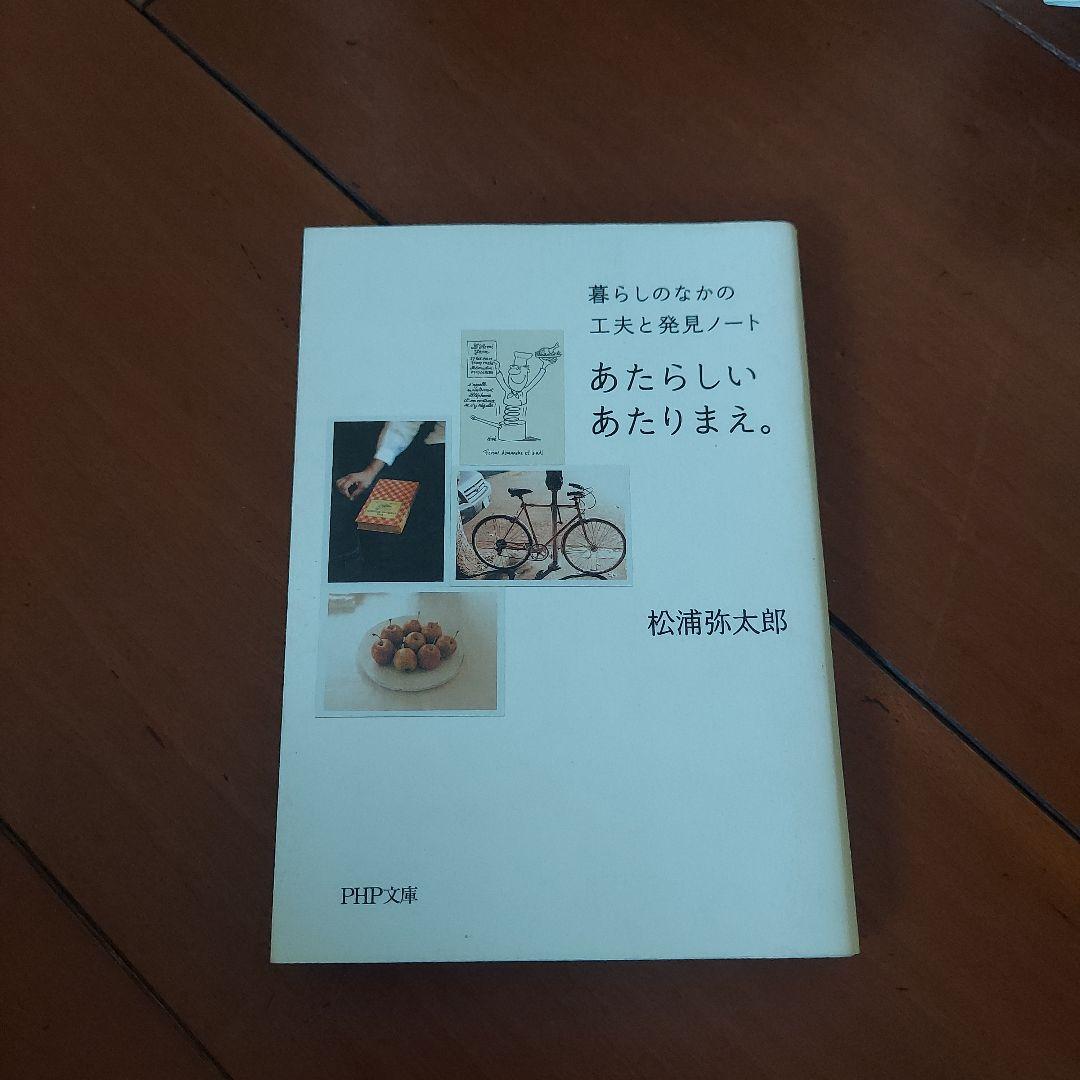 暮らしのなかの
工夫と発見ノート
あたらしい
あたりまえ。
松浦弥太郎
PHP文庫